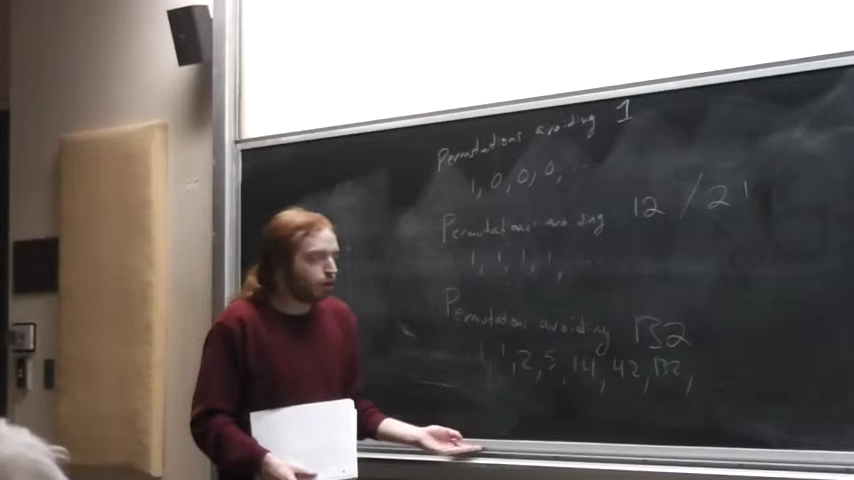 Permutations avoiding 1
1, 0, 0, 0, ...
Permutations avoiding 12 / 21
1, 1, 1, 1, ...
Permutations avoiding 132
1, 1, 2, 5, 14, 42, 132,